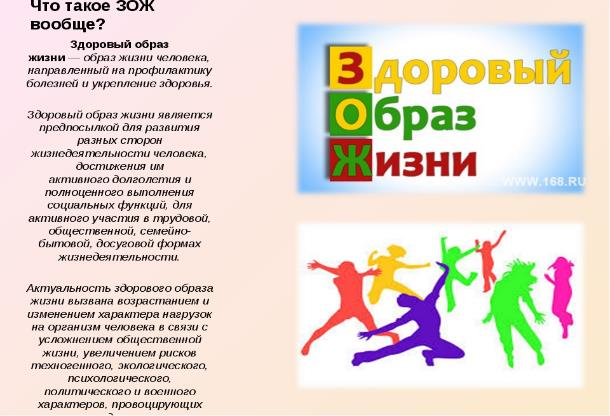 Что такое ЗОЖ
вообще?
Здоровый образ
жизни — образ жизни человека,
направленный на профилактику
болезней и укрепление здоровья.
Здоровый образ жизни является
предпосылкой для развития
разных сторон
жизнедеятельности человека,
достижения им
активного долголетия и
полноценного выполнения
социальных функций, для
активного участия в трудовой,
общественной, семейно-
бытовой, досуговой формах
жизнедеятельности.
Актуальность здорового образа
жизни вызвана возрастанием и
изменением характера нагрузок
на организм человека в связи с
усложнением общественной
жизни, увеличением рисков
техногенного, экологического,
психологического,
политического и военного
характеров, провоцирующих
Здоровый
Образ
Жизни
WWW.168.RU